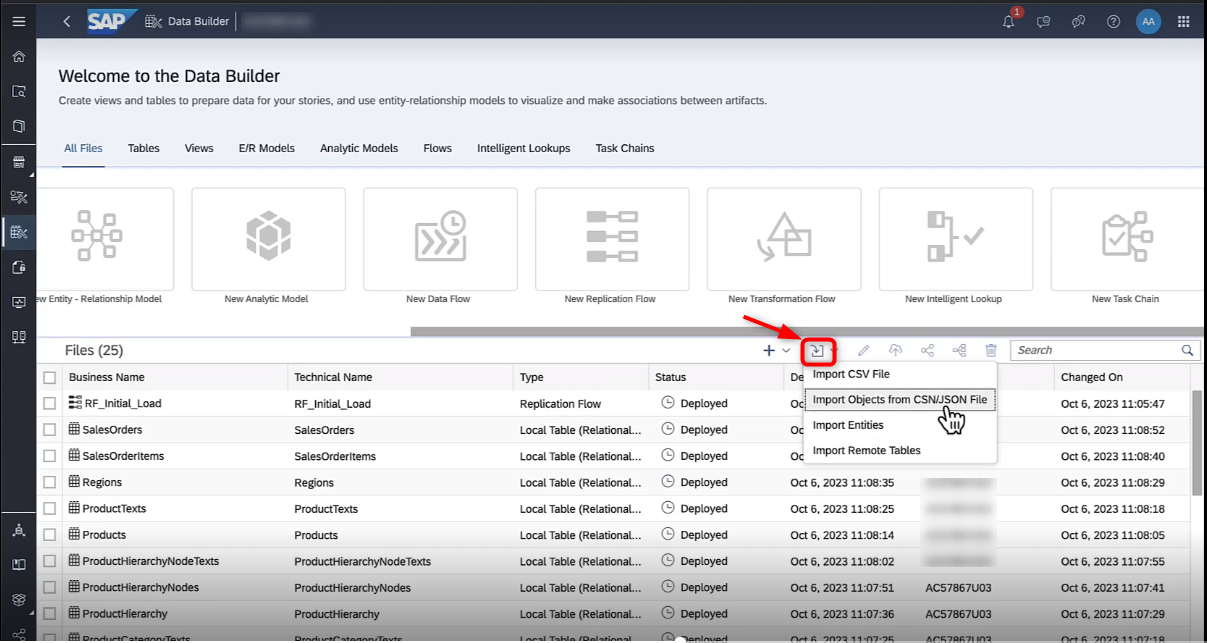 SAP Data Builder
1
AA
Welcome to the Data Builder
Create views and tables to prepare data for your stories, and use entity-relationship models to visualize and make associations between artifacts.
All Files Tables Views E/R Models Analytic Models Flows Intelligent Lookups Task Chains
ew Entity - Relationship Model New Analytic Model New Data Flow New Replication Flow New Transformation Flow New Intelligent Lookup New Task Chain
Files (25) Search
Import CSV File
Import Objects from CSN/JSON File
Import Entities
Import Remote Tables
Business Name Technical Name Type Status De Changed On
RF_Initial_Load RF_Initial_Load Replication Flow Deployed Oc Oct 6, 2023 11:05:47
SalesOrders SalesOrders Local Table (Relational... Deployed Oc Oct 6, 2023 11:08:52
SalesOrderItems SalesOrderItems Local Table (Relational... Deployed Oc Oct 6, 2023 11:08:40
Regions Regions Local Table (Relational... Deployed Oct 6, 2023 11:08:35 Oct 6, 2023 11:08:29
ProductTexts ProductTexts Local Table (Relational... Deployed Oct 6, 2023 11:08:25 Oct 6, 2023 11:08:18
Products Products Local Table (Relational... Deployed Oct 6, 2023 11:08:14 Oct 6, 2023 11:08:05
ProductHierarchyNodeTexts ProductHierarchyNodeTexts Local Table (Relational... Deployed Oct 6, 2023 11:08:02 Oct 6, 2023 11:07:55
ProductHierarchyNodes ProductHierarchyNodes Local Table (Relational... Deployed Oct 6, 2023 11:07:51 AC57867U03 Oct 6, 2023 11:07:41
ProductHierarchy ProductHierarchy Local Table (Relational... Deployed Oct 6, 2023 11:07:36 AC57867U03 Oct 6, 2023 11:07:29
ProductCategoryTexts ProductCategoryTexts Local Table (Relational... Deployed Oct 6, 2023 11:07:25 AC57867U03 Oct 6, 2023 11:07:18